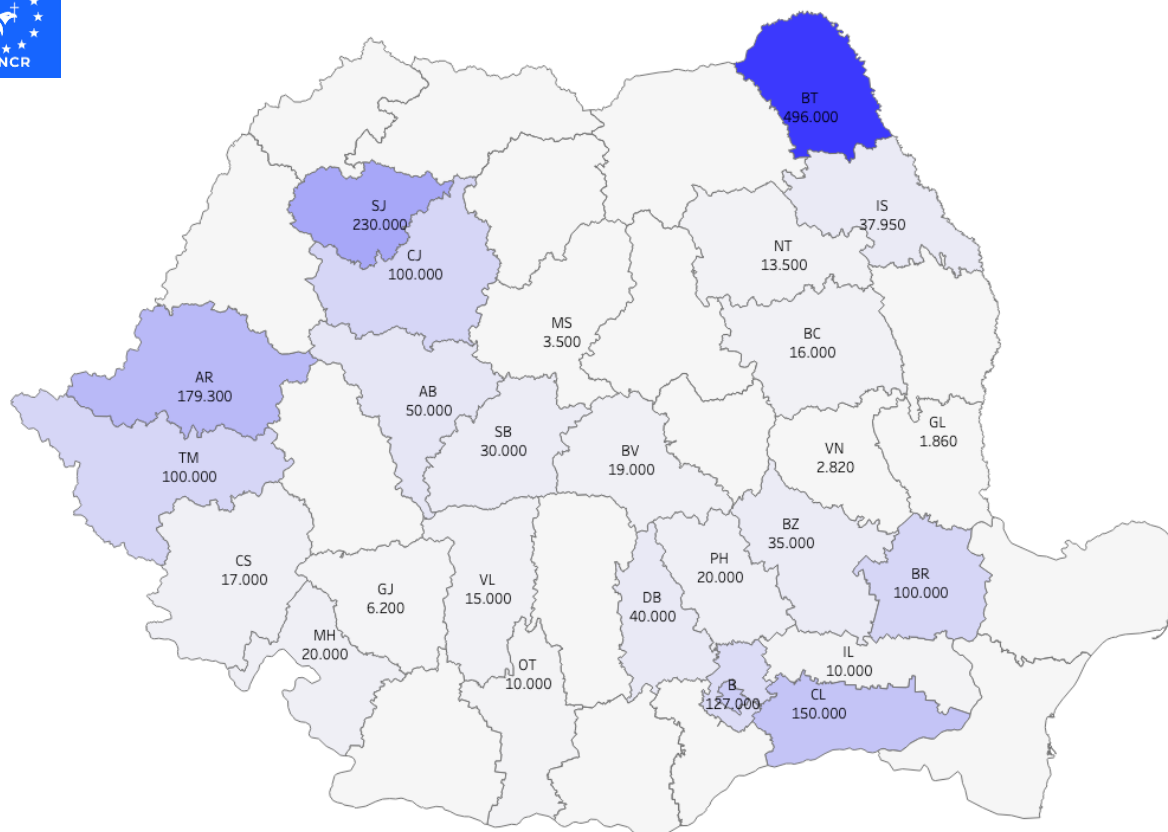 NCR
BT
496.000
SJ
230.000
IS
37.950
CJ
100.000
NT
13.500
MS
3.500
BC
16.000
AR
179.300
AB
50.000
SB
30.000
BV
19.000
VN
2.820
GL
1.860
TM
100.000
CS
17.000
GJ
6.200
VL
15.000
DB
40.000
PH
20.000
BZ
35.000
BR
100.000
MH
20.000
OT
10.000
IL
10.000
B
127.000
CL
150.000